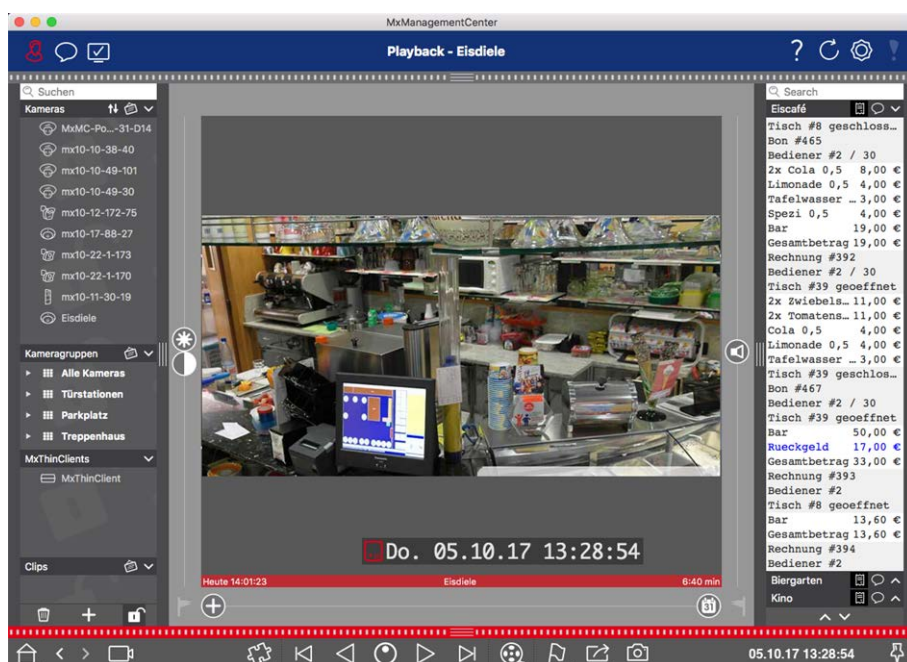 MxManagementCenter
Playback - Eisdiele
Suchen
Kameras
MxMC-Po...-31-D14
mx10-10-38-40
mx10-10-49-101
mx10-10-49-30
mx10-12-172-75
mx10-17-88-27
mx10-22-1-173
mx10-22-1-170
mx10-11-30-19
Eisdiele
Kameragruppen
Alle Kameras
Türstationen
Parkplatz
Treppenhaus
MxThinClients
MxThinClient
Clips
Do. 05.10.17 13:28:54
Heute 14:01:23 Eisdiele 6:40 min
31
Search
Eiscafé
Tisch #8 geschloss...
Bon #465
Bediener #2 / 30
2x Cola 0,5 8,00 €
Limonade 0,5 4,00 €
Tafelwasser … 3,00 €
Spezi 0,5 4,00 €
Bar 19,00 €
Gesamtbetrag 19,00 €
Rechnung #392
Bediener #2 / 30
Tisch #39 geoeffnet
2x Zwiebels… 11,00 €
2x Tomatens… 11,00 €
Cola 0,5 4,00 €
Limonade 0,5 4,00 €
Tafelwasser … 3,00 €
Tisch #39 geschlos...
Bon #467
Bediener #2 / 30
Tisch #39 geoeffnet
Bar 50,00 €
Rueckgeld 17,00 €
Gesamtbetrag 33,00 €
Rechnung #393
Bediener #2
Tisch #8 geoeffnet
Bar 13,60 €
Gesamtbetrag 13,60 €
Rechnung #394
Bediener #2
Biergarten
Kino
05.10.17 13:28:54